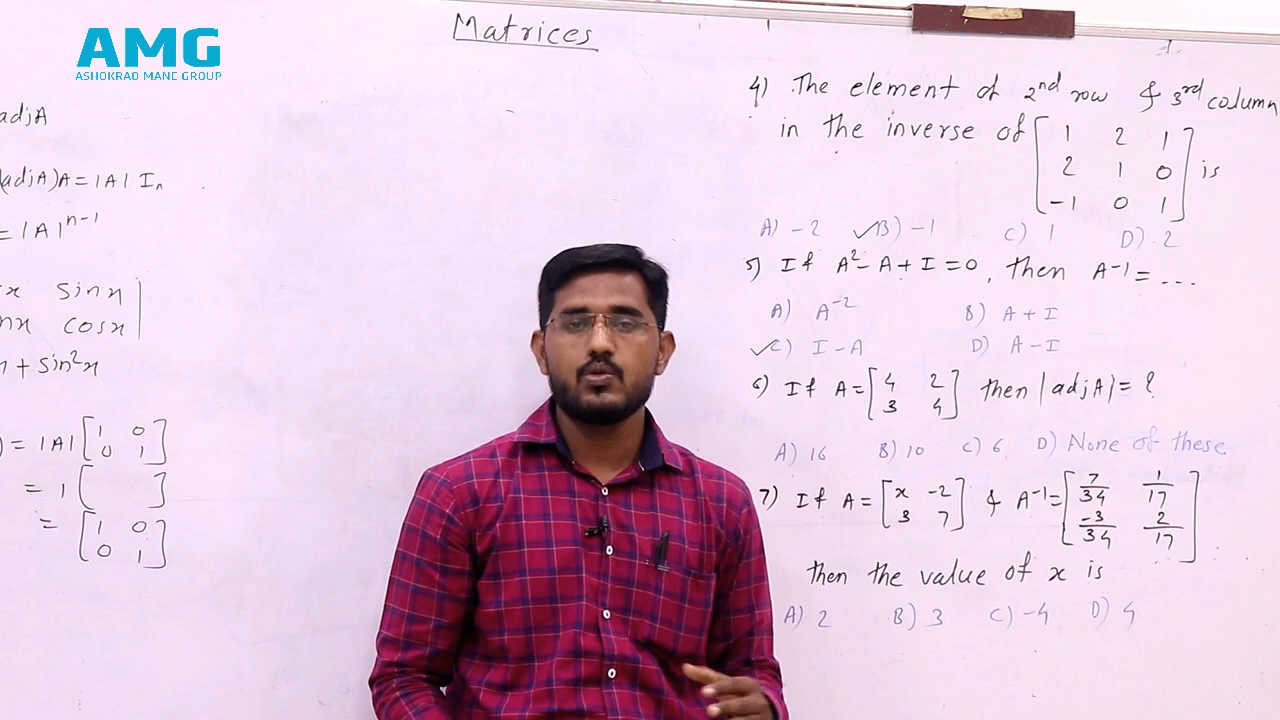 AMG
ASHOKRAO MANE GROUP
Matrices
adjA
(adjA)A = |A| Iₙ
= |A|ⁿ⁻¹
x sinx
nx cosx
+ sin²x
) = |A| [1 0
0 1]
= 1 [ ]
= [1 0
0 1]
4) The element of 2nd row & 3rd column
in the inverse of [1 2 1
2 1 0
-1 0 1] is
A) -2 ✓B) -1 C) 1 D) 2
5) If A² - A + I = 0, then A⁻¹ = ...
A) A⁻² B) A + I
✓C) I - A D) A - I
6) If A = [4 2
3 4] then |adjA| = ?
A) 16 B) 10 C) 6 D) None of these
7) If A = [x -2
3 7] & A⁻¹ = [7/34 1/17
-3/34 2/17]
then the value of x is
A) 2 B) 3 C) -4 D) 4